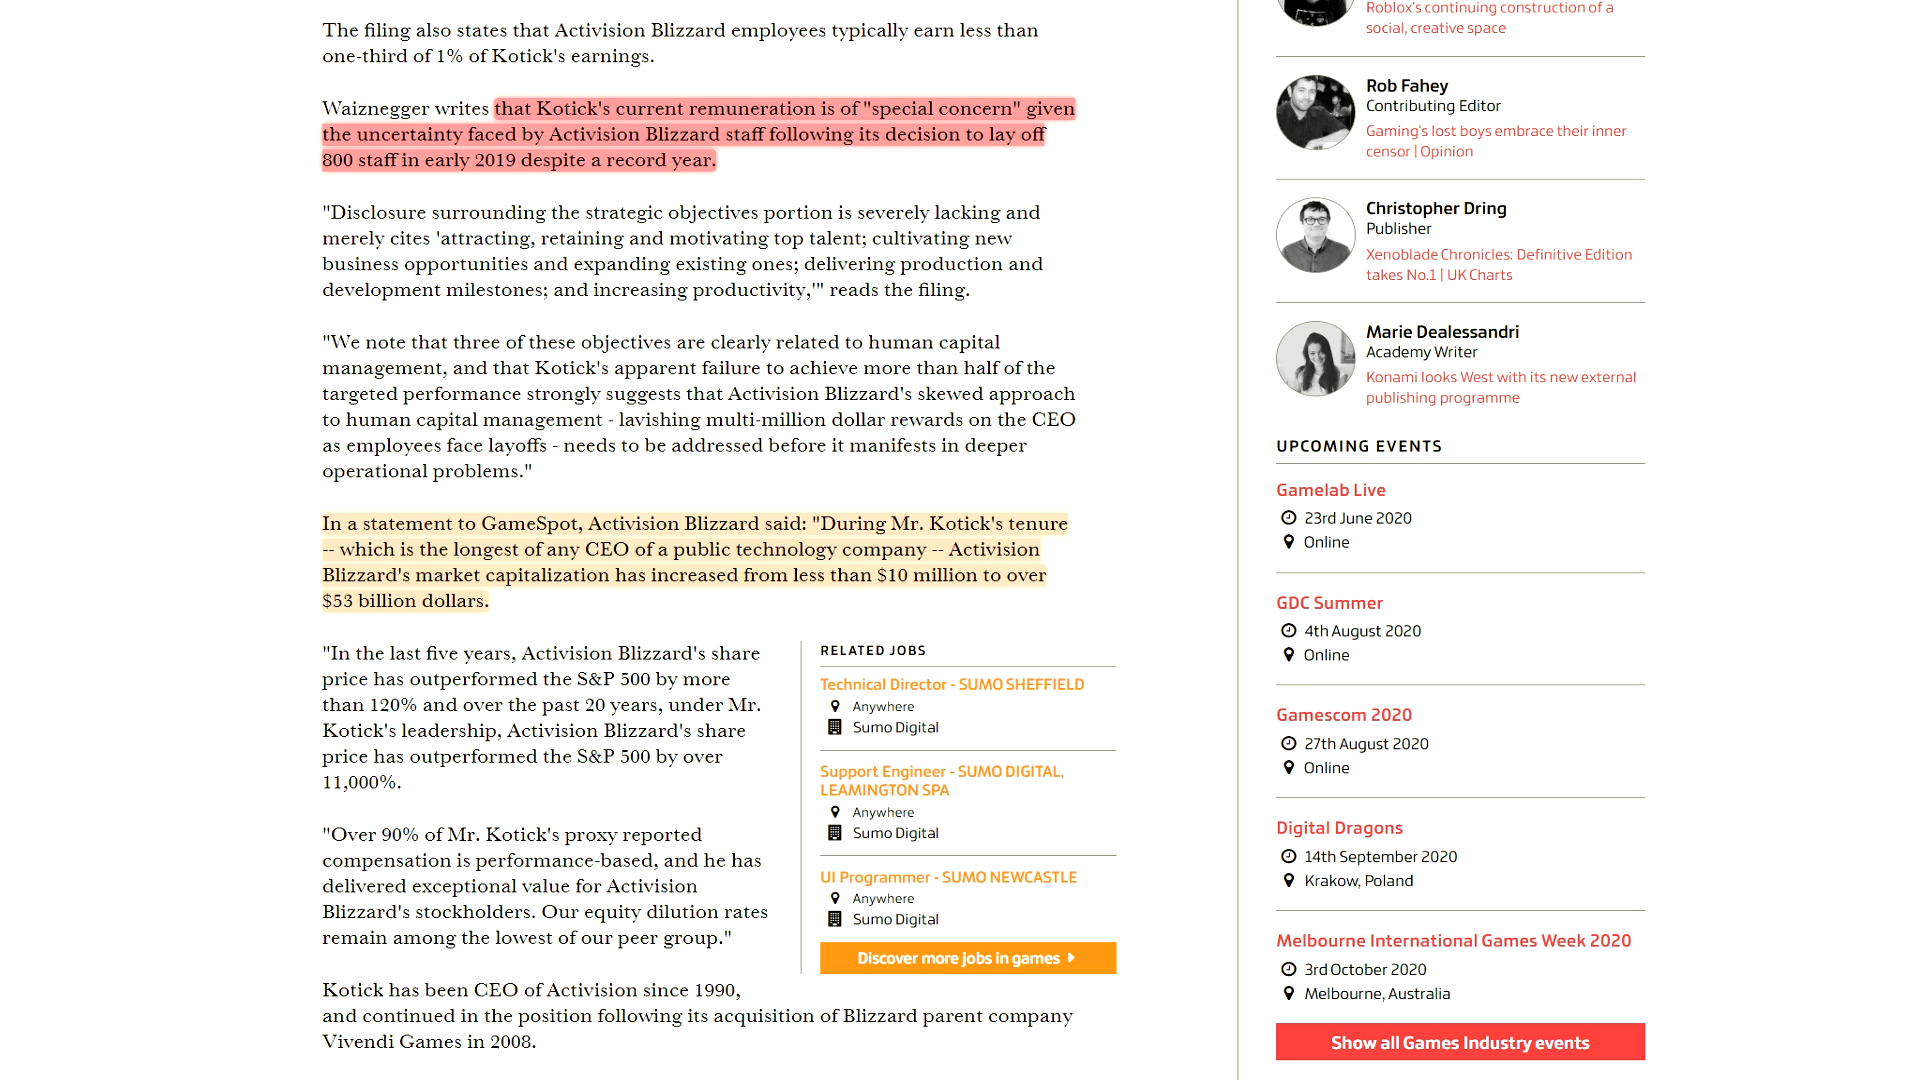 The filing also states that Activision Blizzard employees typically earn less than
one-third of 1% of Kotick's earnings.
Waiznegger writes that Kotick's current remuneration is of "special concern" given
the uncertainty faced by Activision Blizzard staff following its decision to lay off
800 staff in early 2019 despite a record year.
"Disclosure surrounding the strategic objectives portion is severely lacking and
merely cites 'attracting, retaining and motivating top talent; cultivating new
business opportunities and expanding existing ones; delivering production and
development milestones; and increasing productivity,'" reads the filing.
"We note that three of these objectives are clearly related to human capital
management, and that Kotick's apparent failure to achieve more than half of the
targeted performance strongly suggests that Activision Blizzard's skewed approach
to human capital management - lavishing multi-million dollar rewards on the CEO
as employees face layoffs - needs to be addressed before it manifests in deeper
operational problems."
In a statement to GameSpot, Activision Blizzard said: "During Mr. Kotick's tenure
-- which is the longest of any CEO of a public technology company -- Activision
Blizzard's market capitalization has increased from less than $10 million to over
$53 billion dollars.
"In the last five years, Activision Blizzard's share
price has outperformed the S&P 500 by more
than 120% and over the past 20 years, under Mr.
Kotick's leadership, Activision Blizzard's share
price has outperformed the S&P 500 by over
11,000%.
"Over 90% of Mr. Kotick's proxy reported
compensation is performance-based, and he has
delivered exceptional value for Activision
Blizzard's stockholders. Our equity dilution rates
remain among the lowest of our peer group."
Kotick has been CEO of Activision since 1990,
and continued in the position following its acquisition of Blizzard parent company
Vivendi Games in 2008.
RELATED JOBS
Technical Director - SUMO SHEFFIELD
Anywhere
Sumo Digital
Support Engineer - SUMO DIGITAL,
LEAMINGTON SPA
Anywhere
Sumo Digital
UI Programmer - SUMO NEWCASTLE
Anywhere
Sumo Digital
Discover more jobs in games
Roblox's continuing construction of a
social, creative space
Rob Fahey
Contributing Editor
Gaming's lost boys embrace their inner
censor | Opinion
Christopher Dring
Publisher
Xenoblade Chronicles: Definitive Edition
takes No.1 | UK Charts
Marie Dealessandri
Academy Writer
Konami looks West with its new external
publishing programme
UPCOMING EVENTS
Gamelab Live
23rd June 2020
Online
GDC Summer
4th August 2020
Online
Gamescom 2020
27th August 2020
Online
Digital Dragons
14th September 2020
Krakow, Poland
Melbourne International Games Week 2020
3rd October 2020
Melbourne, Australia
Show all Games Industry events